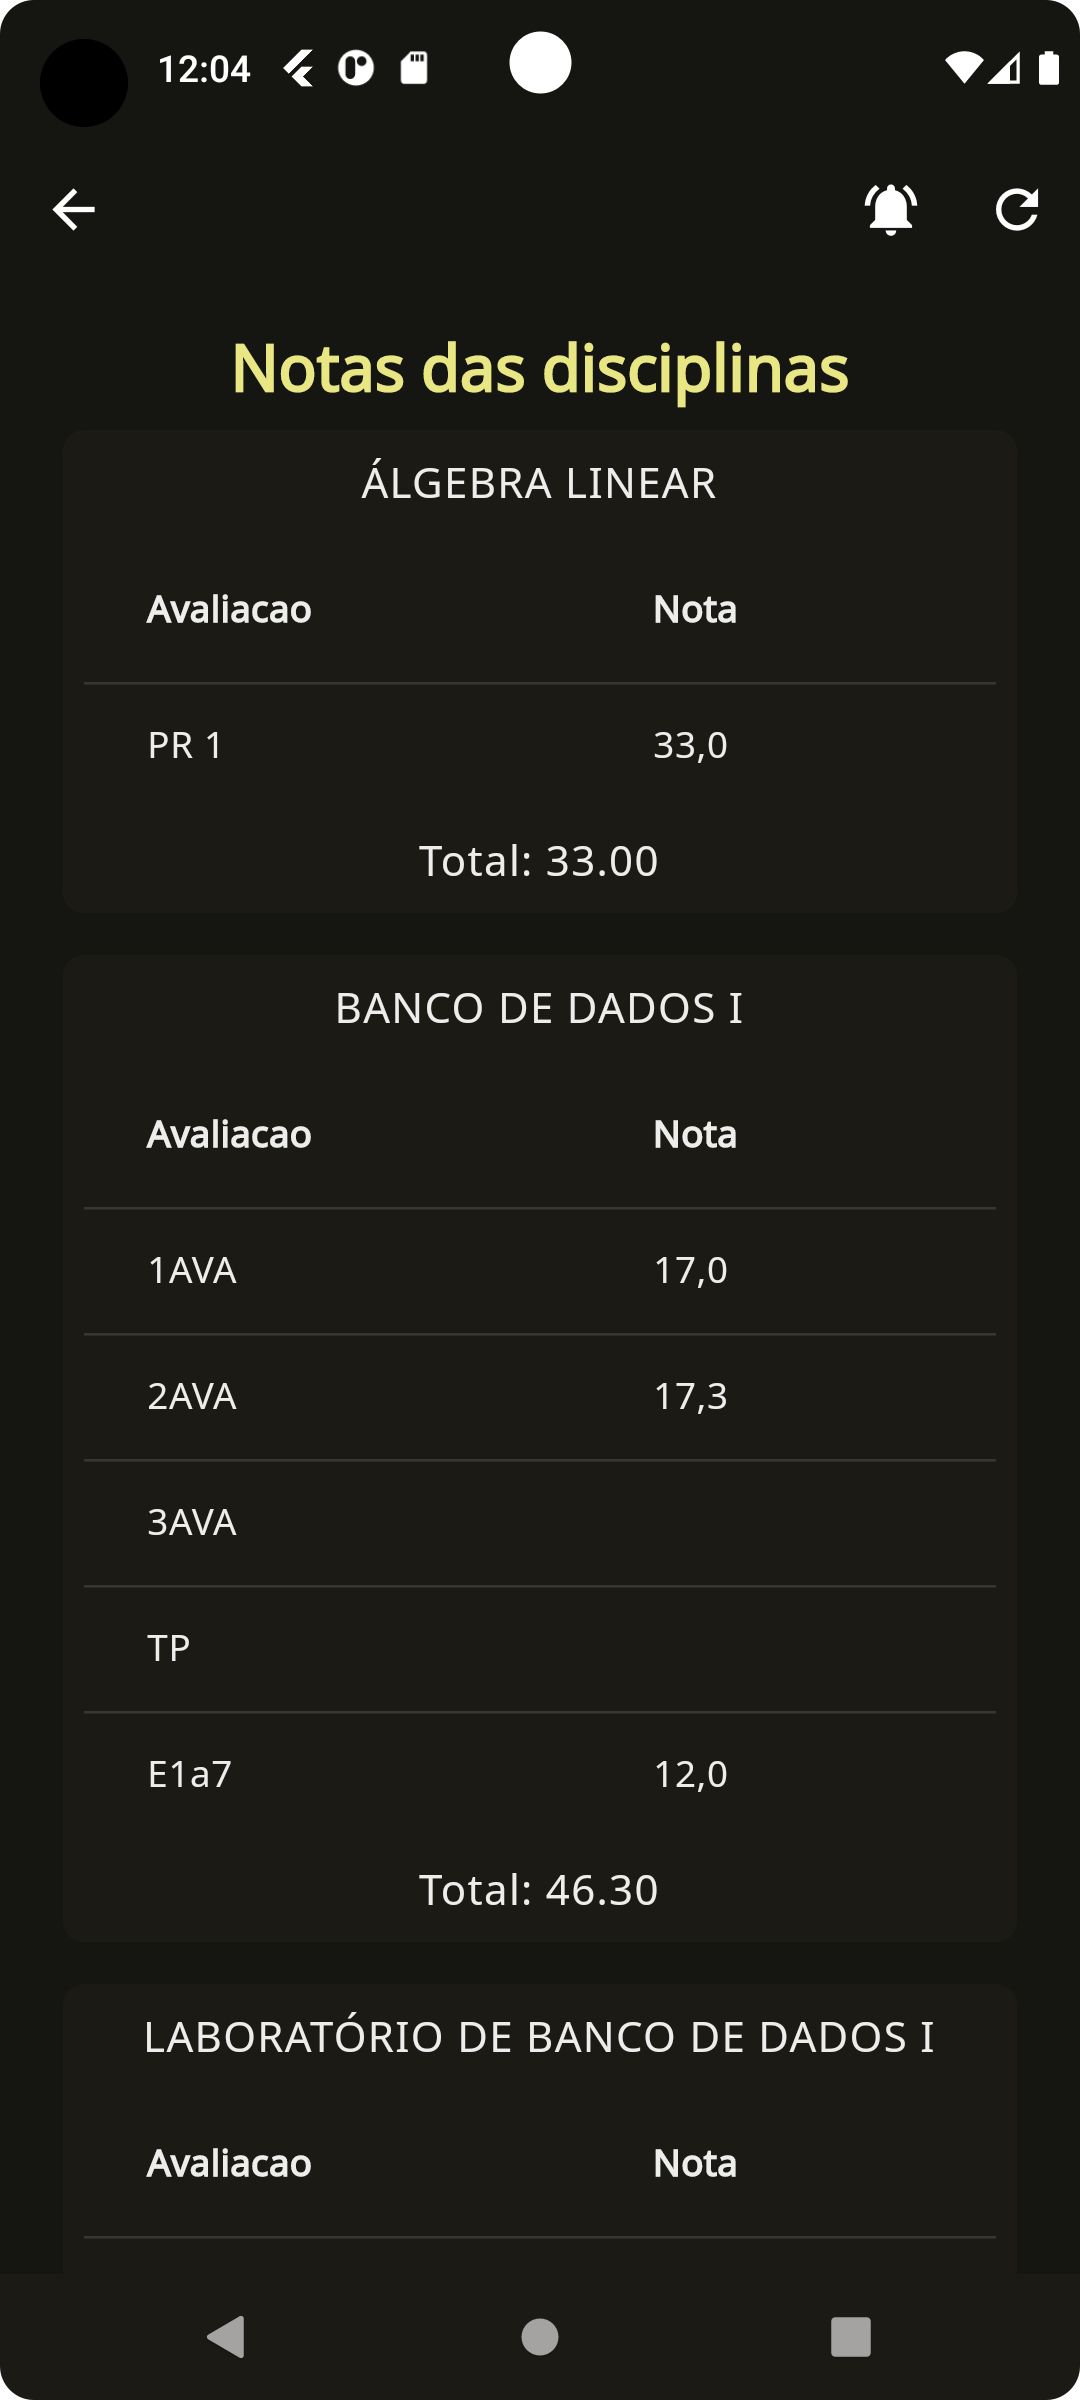 12:04
Notas das disciplinas
ÁLGEBRA LINEAR
Avaliacao Nota
PR 1 33,0
Total: 33.00
BANCO DE DADOS I
Avaliacao Nota
1AVA 17,0
2AVA 17,3
3AVA
TP
E1a7 12,0
Total: 46.30
LABORATÓRIO DE BANCO DE DADOS I
Avaliacao Nota